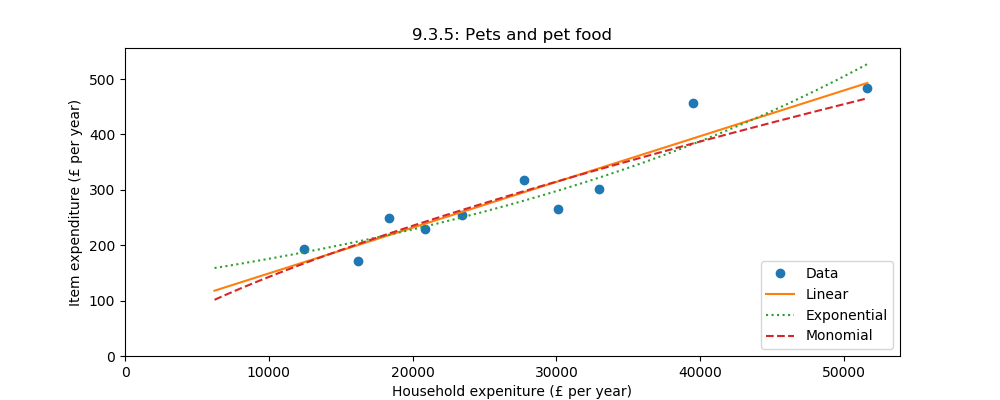 9.3.5: Pets and pet food
Item expenditure (£ per year)
500
400
300
200
100
0
0 10000 20000 30000 40000 50000
Household expeniture (£ per year)
Data
Linear
Exponential
Monomial